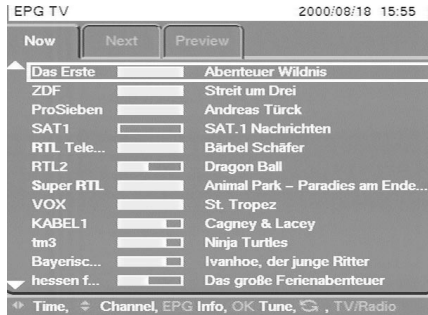 EPG TV 2000/08/18 15:55
Now Next Preview
Das Erste Abenteuer Wildnis
ZDF Streit um Drei
ProSieben Andreas Türck
SAT1 SAT.1 Nachrichten
RTL Tele... Bärbel Schäfer
RTL2 Dragon Ball
Super RTL Animal Park – Paradies am Ende...
VOX St. Tropez
KABEL1 Cagney & Lacey
tm3 Ninja Turtles
Bayerisc... Ivanhoe, der junge Ritter
hessen f... Das große Ferienabenteuer
Time, Channel, EPG Info, OK Tune, , TV/Radio